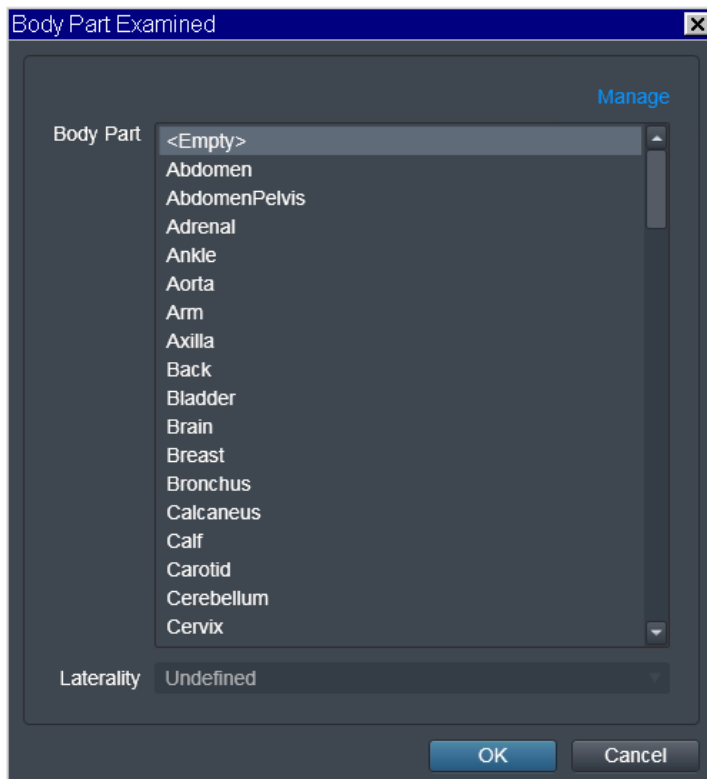 Body Part Examined
Manage
Body Part
<Empty>
Abdomen
AbdomenPelvis
Adrenal
Ankle
Aorta
Arm
Axilla
Back
Bladder
Brain
Breast
Bronchus
Calcaneus
Calf
Carotid
Cerebellum
Cervix
Laterality Undefined
OK Cancel